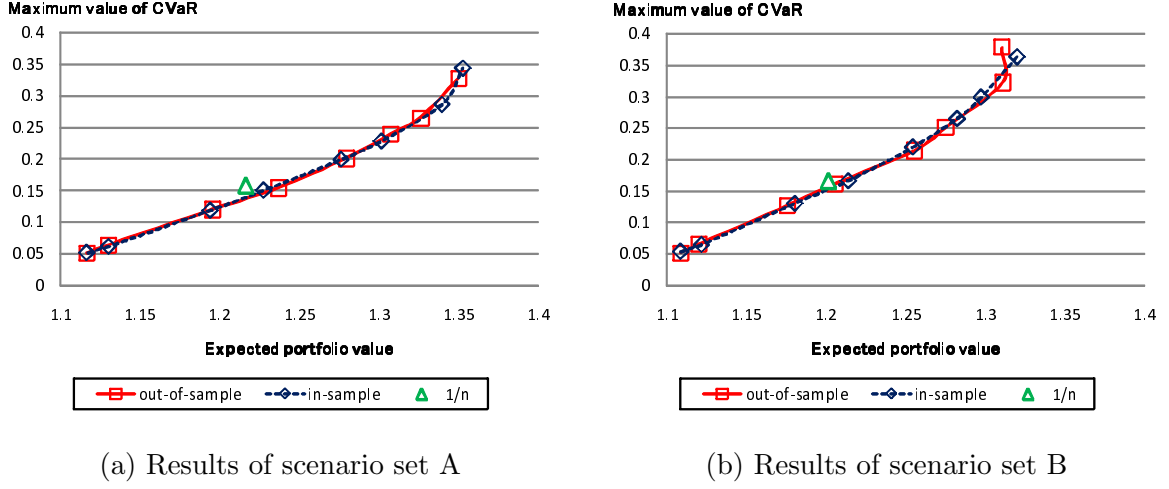 Maximum value of CVaR
0.4
0.35
0.3
0.25
0.2
0.15
0.1
0.05
0
1.1 1.15 1.2 1.25 1.3 1.35 1.4
Expected portfolio value
out-of-sample in-sample 1/n
(a) Results of scenario set A
Maximum value of CVaR
0.4
0.35
0.3
0.25
0.2
0.15
0.1
0.05
0
1.1 1.15 1.2 1.25 1.3 1.35 1.4
Expected portfolio value
out-of-sample in-sample 1/n
(b) Results of scenario set B